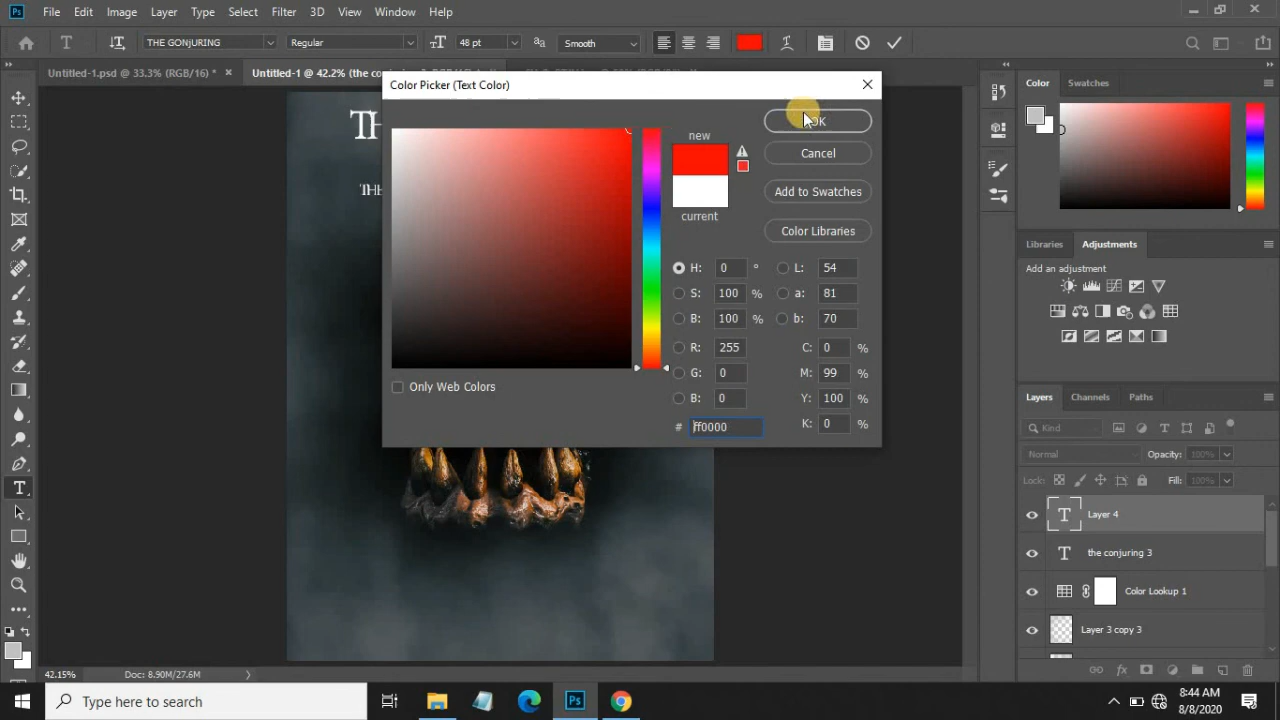 Ps File Edit Image Layer Type Select Filter 3D View Window Help
T THE GONJURING Regular 48 pt Smooth
Untitled-1.psd @ 33.3% (RGB/16) * × Untitled-1 @ 42.2% (the
Color Picker (Text Color)
Color Swatches
TH
new
OK
Cancel
THE
Add to Swatches
current
Color Libraries
Libraries Adjustments
H: 0 ° L: 54
Add an adjustment
S: 100 % a: 81
B: 100 % b: 70
R: 255 C: 0 %
G: 0 M: 99 %
Only Web Colors
B: 0 Y: 100 %
Layers Channels Paths
# ff0000 K: 0 %
Kind
Normal Opacity: 100%
Lock: Fill: 100%
T Layer 4
T the conjuring 3
Color Lookup 1
Layer 3 copy 3
42.15% Doc: 8.90M/27.6M
Type here to search
Ps
8:44 AM
8/8/2020